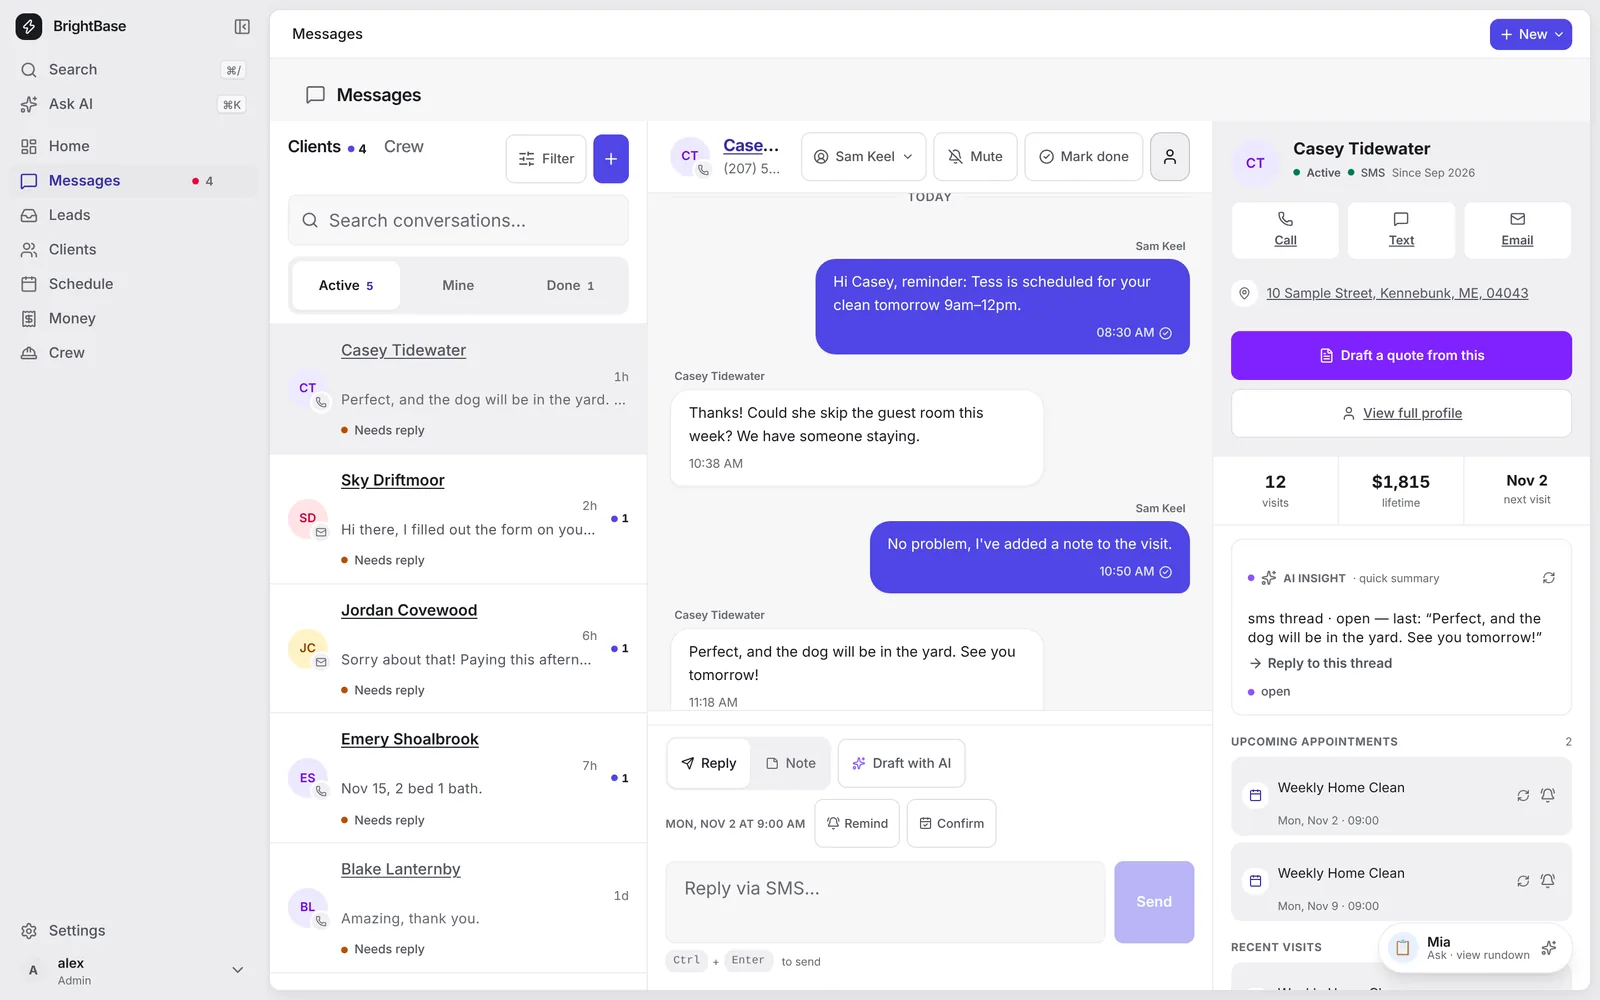 BrightBase
Search ⌘/
Ask AI ⌘K
Home
Messages 4
Leads
Clients
Schedule
Money
Crew
Settings
A alex
Admin
Messages
+ New
Messages
Clients 4 Crew
Filter
+
Search conversations...
Active 5 Mine Done 1
Casey Tidewater
1h
CT
Perfect, and the dog will be in the yard. ...
Needs reply
Sky Driftmoor
2h
SD
1
Hi there, I filled out the form on you...
Needs reply
Jordan Covewood
6h
JC
1
Sorry about that! Paying this aftern...
Needs reply
Emery Shoalbrook
7h
ES
1
Nov 15, 2 bed 1 bath.
Needs reply
Blake Lanternby
1d
BL
Amazing, thank you.
Needs reply
CT
Case...
(207) 5...
Sam Keel
Mute
Mark done
TODAY
Sam Keel
Hi Casey, reminder: Tess is scheduled for your
clean tomorrow 9am–12pm.
08:30 AM
Casey Tidewater
Thanks! Could she skip the guest room this
week? We have someone staying.
10:38 AM
Sam Keel
No problem, I've added a note to the visit.
10:50 AM
Casey Tidewater
Perfect, and the dog will be in the yard. See you
tomorrow!
11:18 AM
Reply Note Draft with AI
MON, NOV 2 AT 9:00 AM Remind Confirm
Reply via SMS...
Send
Ctrl + Enter to send
CT
Casey Tidewater
Active SMS Since Sep 2026
Call Text Email
10 Sample Street, Kennebunk, ME, 04043
Draft a quote from this
View full profile
12 $1,815 Nov 2
visits lifetime next visit
AI INSIGHT · quick summary
sms thread · open — last: “Perfect, and the
dog will be in the yard. See you tomorrow!”
→ Reply to this thread
open
UPCOMING APPOINTMENTS 2
Weekly Home Clean
Mon, Nov 2 · 09:00
Weekly Home Clean
Mon, Nov 9 · 09:00
RECENT VISITS
Mia
Ask · view rundown